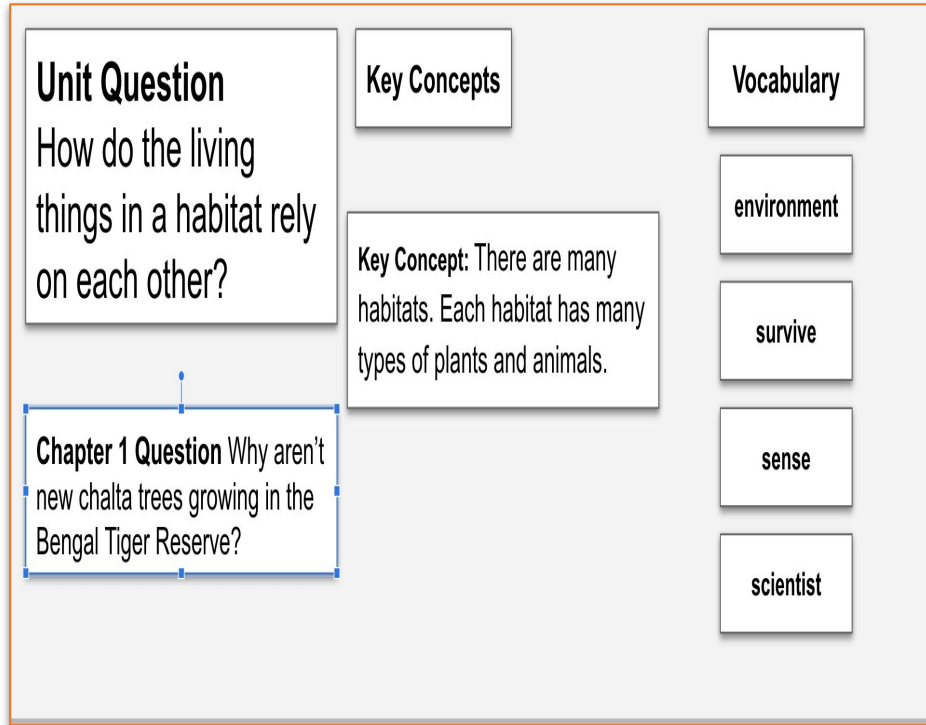 Unit Question
How do the living
things in a habitat rely
on each other?
Chapter 1 Question Why aren't
new chalta trees growing in the
Bengal Tiger Reserve?
Key Concepts
Key Concept: There are many
habitats. Each habitat has many
types of plants and animals.
Vocabulary
environment
survive
sense
scientist